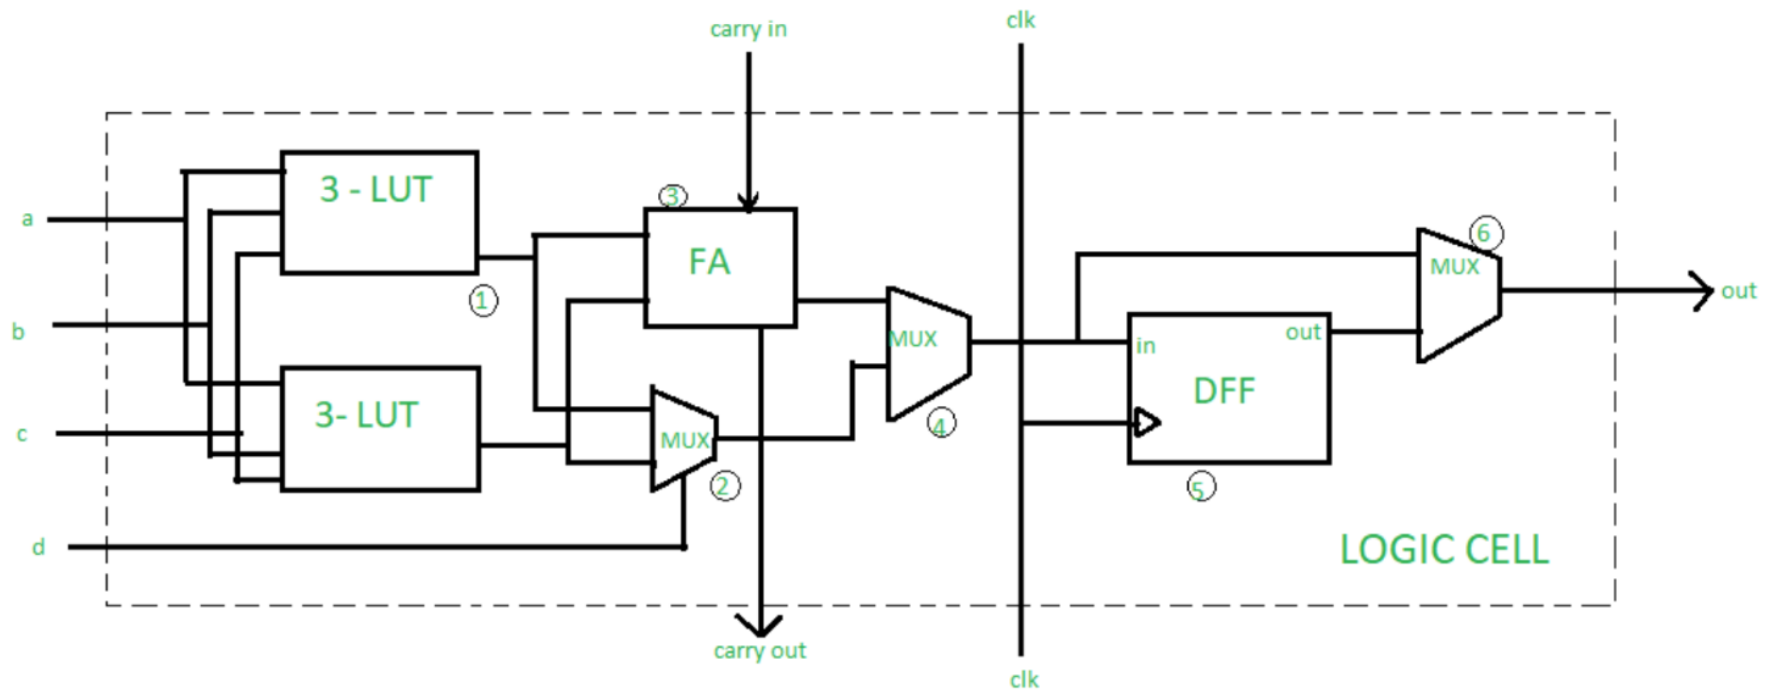 clk
carry in
3 - LUT
3
a
FA
6
MUX
out
1
b
MUX
out
in
DFF
3- LUT
4
c
MUX
2
5
d
LOGIC CELL
carry out
clk